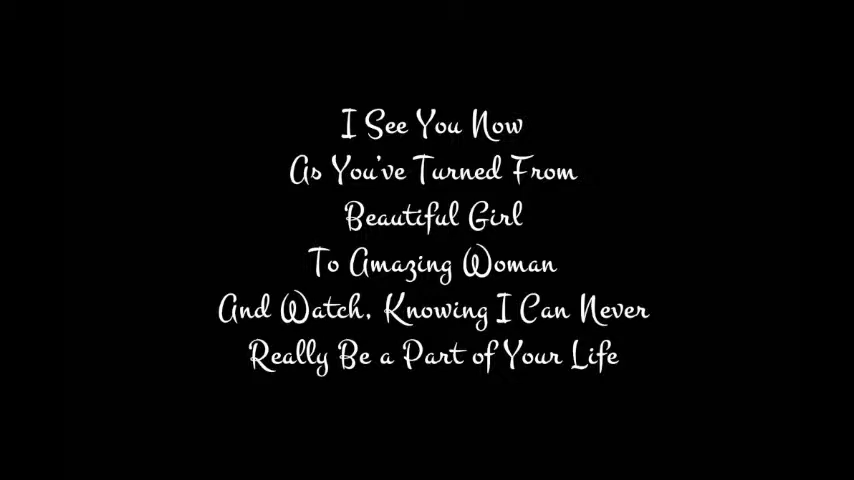 I See You Now
As You've Turned From
Beautiful Girl
To Amazing Woman
And Watch, Knowing I Can Never
Really Be a Part of Your Life